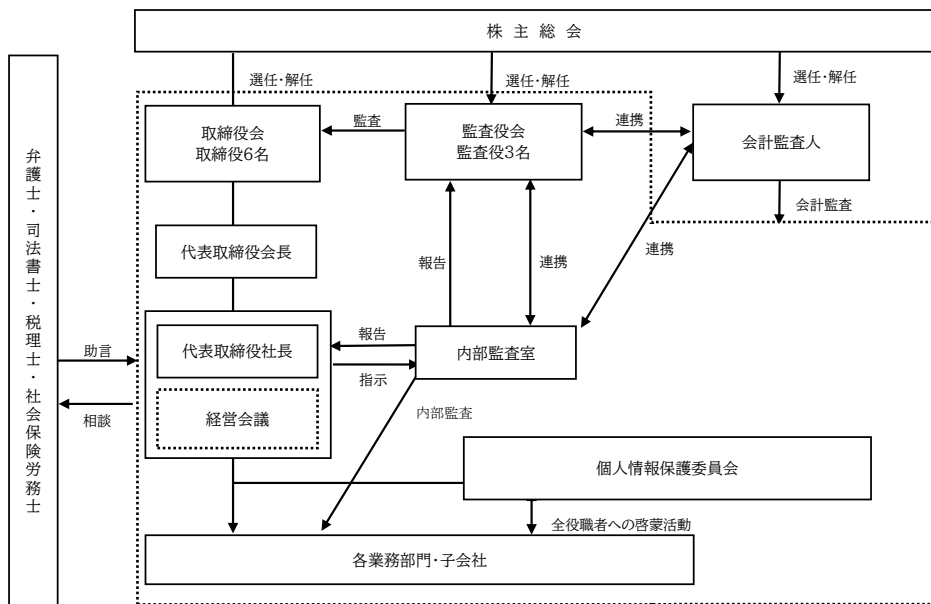 株主総会
選任・解任
選任・解任
選任・解任
取締役会
取締役6名
監査
監査役会
監査役3名
連携
会計監査人
会計監査
弁護士・司法書士・税理士・社会保険労務士
代表取締役会長
報告
連携
連携
代表取締役社長
報告
内部監査室
指示
助言
相談
経営会議
内部監査
個人情報保護委員会
全役職者への啓蒙活動
各業務部門・子会社